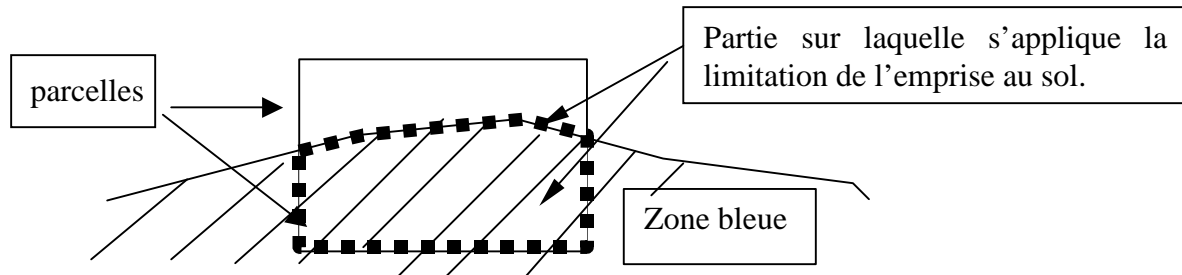 parcelles
Partie sur laquelle s’applique la
limitation de l’emprise au sol.
Zone bleue